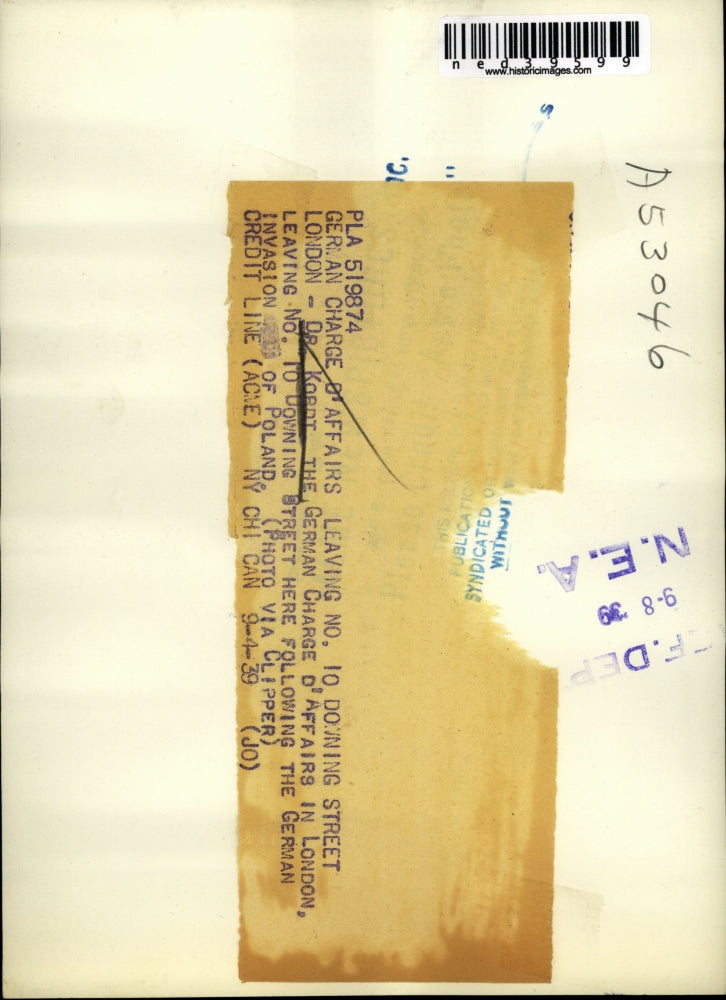 ned39599
www.historicimages.com
A53046
PLA 519874
GERMAN CHARGE D'AFFAIRS LEAVING NO. 10 DOWNING STREET
LONDON - DR. KORDT, THE GERMAN CHARGE D'AFFAIRS IN LONDON,
LEAVING NO. 10 DOWNING STREET HERE FOLLOWING THE GERMAN
INVASION OF POLAND. (PHOTO VIA CLIPPER)
CREDIT LINE (ACME) NY CHI CAN 9-4-39 (JO)
PUBLICATION
SYNDICATED
WITHOUT
N.E.A.
9-8 39
F. DEP